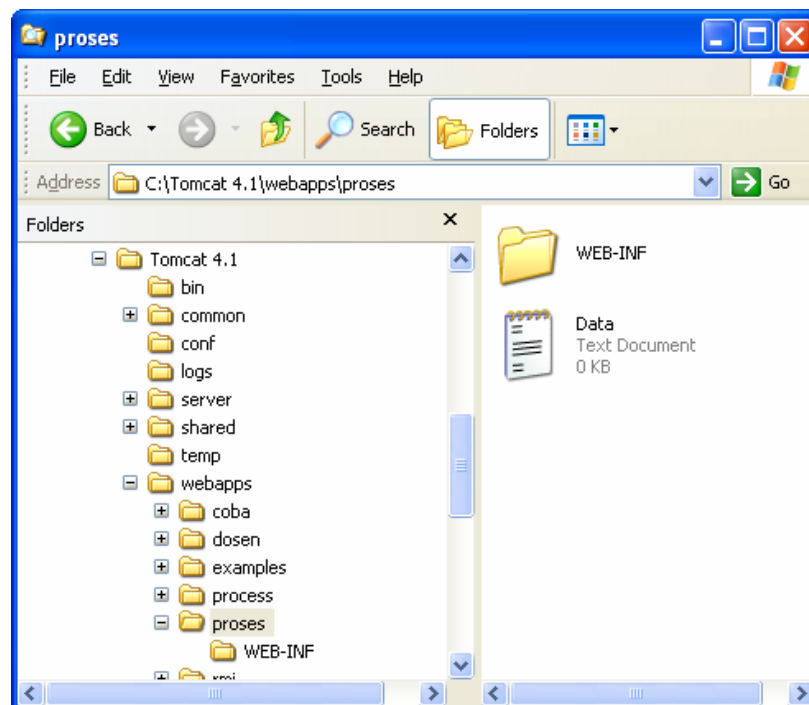 proses
File Edit View Favorites Tools Help
Back Search Folders
Address C:\Tomcat 4.1\webapps\proses Go
Folders
Tomcat 4.1
bin
common
conf
logs
server
shared
temp
webapps
coba
dosen
examples
process
proses
WEB-INF
rmi
WEB-INF
Data
Text Document
0 KB